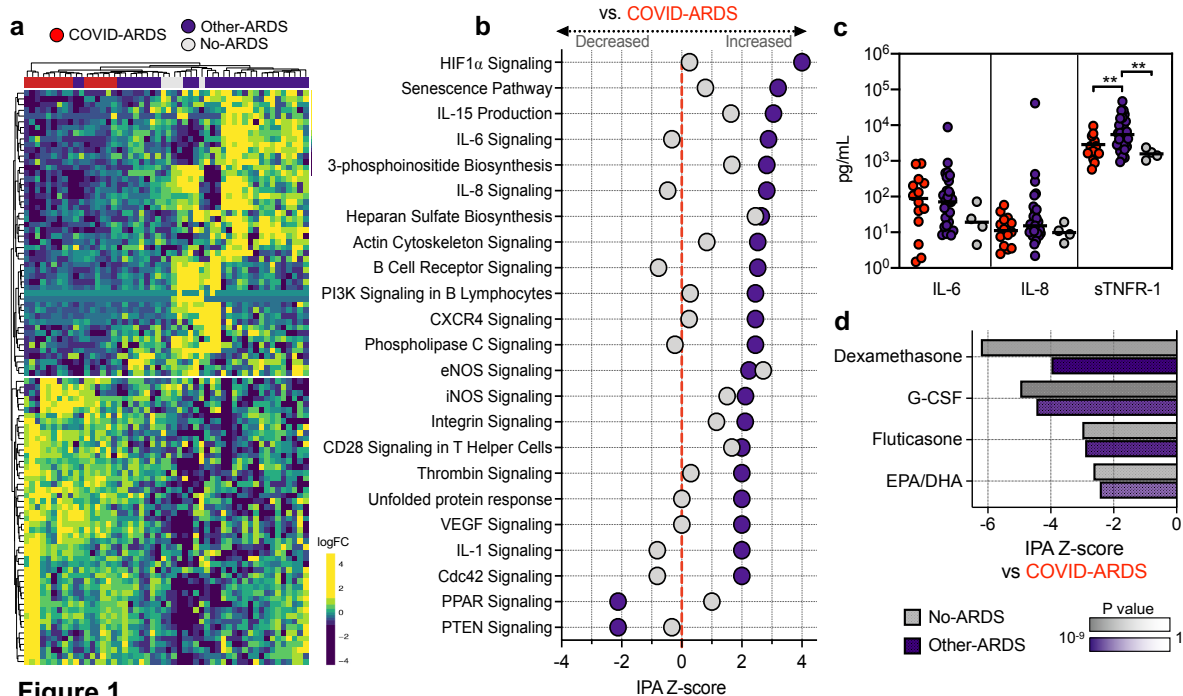 a
COVID-ARDS
Other-ARDS
No-ARDS
logFC
4
2
0
−2
−4
b
vs. COVID-ARDS
Decreased
Increased
HIF1α Signaling
Senescence Pathway
IL-15 Production
IL-6 Signaling
3-phosphoinositide Biosynthesis
IL-8 Signaling
Heparan Sulfate Biosynthesis
Actin Cytoskeleton Signaling
B Cell Receptor Signaling
PI3K Signaling in B Lymphocytes
CXCR4 Signaling
Phospholipase C Signaling
eNOS Signaling
iNOS Signaling
Integrin Signaling
CD28 Signaling in T Helper Cells
Thrombin Signaling
Unfolded protein response
VEGF Signaling
IL-1 Signaling
Cdc42 Signaling
PPAR Signaling
PTEN Signaling
-4 -2 0 2 4
IPA Z-score
c
10⁶
10⁵
10⁴
10³
10²
10¹
10⁰
pg/mL
** **
IL-6 IL-8 sTNFR-1
d
Dexamethasone
G-CSF
Fluticasone
EPA/DHA
-6 -4 -2 0
IPA Z-score
vs COVID-ARDS
No-ARDS
Other-ARDS
P value
10⁻⁹ 1
Figure 1